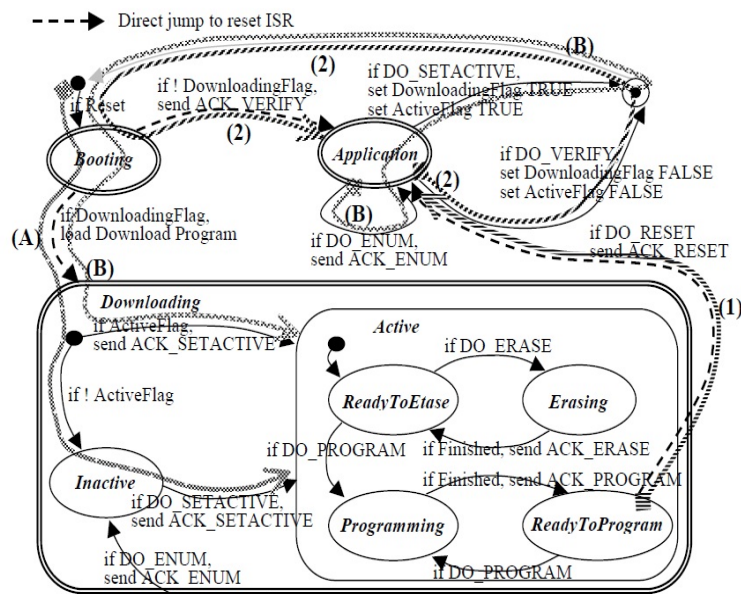 Direct jump to reset ISR
(B)
(2)
if DO_SETACTIVE,
set DownloadingFlag TRUE
set ActiveFlag TRUE
if ! DownloadingFlag,
send ACK_VERIFY
if Reset
(2)
Booting
Application
if DO_VERIFY,
set DownloadingFlag FALSE
set ActiveFlag FALSE
(2)
(A)
if DownloadingFlag,
load Download Program
(B)
if DO_ENUM,
send ACK_ENUM
if DO_RESET
send ACK_RESET
(B)
(1)
Downloading
if ActiveFlag,
send ACK_SETACTIVE
Active
if DO_ERASE
if ! ActiveFlag
ReadyToEtase
Erasing
if DO_PROGRAM
if Finished, send ACK_ERASE
if Finished, send ACK_PROGRAM
Inactive
if DO_SETACTIVE,
send ACK_SETACTIVE
Programming
ReadyToProgram
if DO_ENUM,
send ACK_ENUM
if DO_PROGRAM